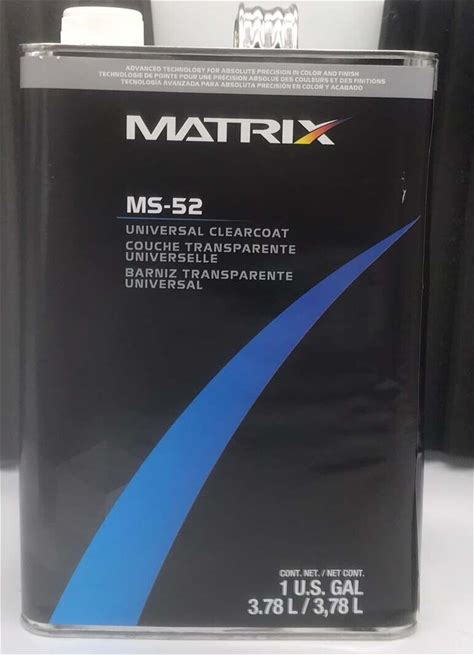 ADVANCED TECHNOLOGY FOR ABSOLUTE PRECISION IN COLOR AND FINISH
TECHNOLOGIE DE POINTE POUR UNE PRÉCISION ABSOLUE DES COULEURS ET DES FINITIONS
TECNOLOGÍA AVANZADA PARA ABSOLUTA PRECISIÓN EN COLOR Y ACABADO
MATRIX
MS-52
UNIVERSAL CLEARCOAT
COUCHE TRANSPARENTE
UNIVERSELLE
BARNIZ TRANSPARENTE
UNIVERSAL
CONT. NET. / NET CONT.
1 U.S. GAL
3.78 L / 3,78 L